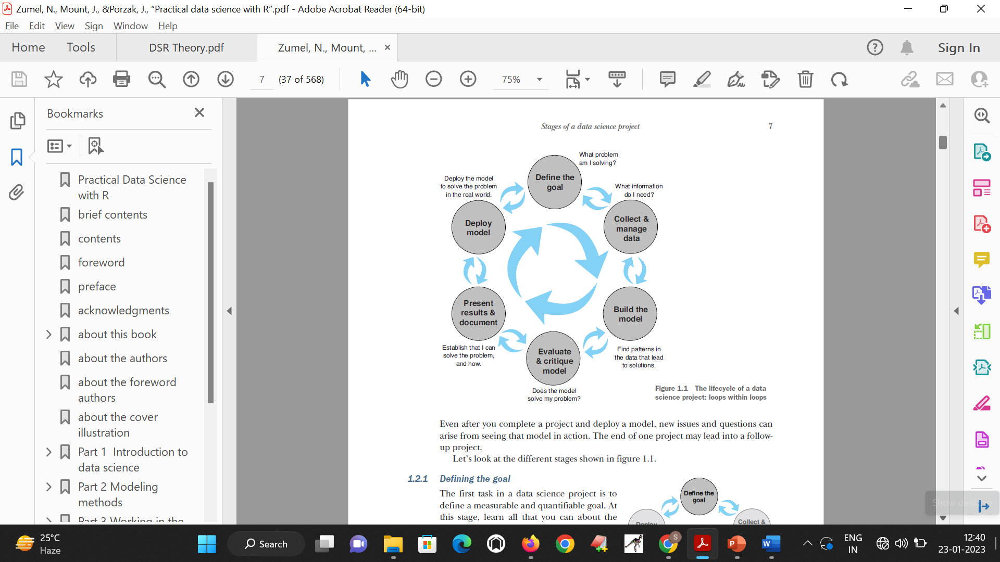 Zumel, N., Mount, J., &Porzak, J., “Practical data science with R”.pdf - Adobe Acrobat Reader (64-bit)
File Edit View Sign Window Help
Home Tools DSR Theory.pdf Zumel, N., Mount, ... × Sign In
7 (37 of 568) 75%
Bookmarks
Practical Data Science
with R
brief contents
contents
foreword
preface
acknowledgments
about this book
about the authors
about the foreword
authors
about the cover
illustration
Part 1 Introduction to
data science
Part 2 Modeling
methods
Part 3 Working in the
Stages of a data science project 7
What problem
am I solving?
Define the
goal
Deploy the model
to solve the problem
in the real world.
What information
do I need?
Deploy
model
Collect &
manage
data
Present
results &
document
Build the
model
Establish that I can
solve the problem,
and how.
Evaluate
& critique
model
Find patterns in
the data that lead
to solutions.
Does the model
solve my problem?
Figure 1.1 The lifecycle of a data
science project: loops within loops
Even after you complete a project and deploy a model, new issues and questions can
arise from seeing that model in action. The end of one project may lead into a follow-
up project.
Let’s look at the different stages shown in figure 1.1.
1.2.1 Defining the goal
The first task in a data science project is to
define a measurable and quantifiable goal. At
this stage, learn all that you can about the
Define the
goal
Deploy
Collect &
Show desktop
25°C
Haze
Search
S
ENG
IN
12:40
23-01-2023